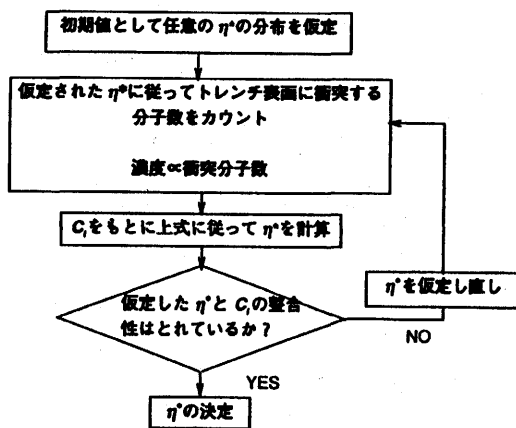 初期値として任意の η*の分布を仮定
仮定された η*に従ってトレンチ表面に衝突する
分子数をカウント
濃度∝衝突分子数
Ciをもとに上式に従って η*を計算
仮定した η*と Ciの整合
性はとれているか？
η*を仮定し直し
NO
YES
η*の決定